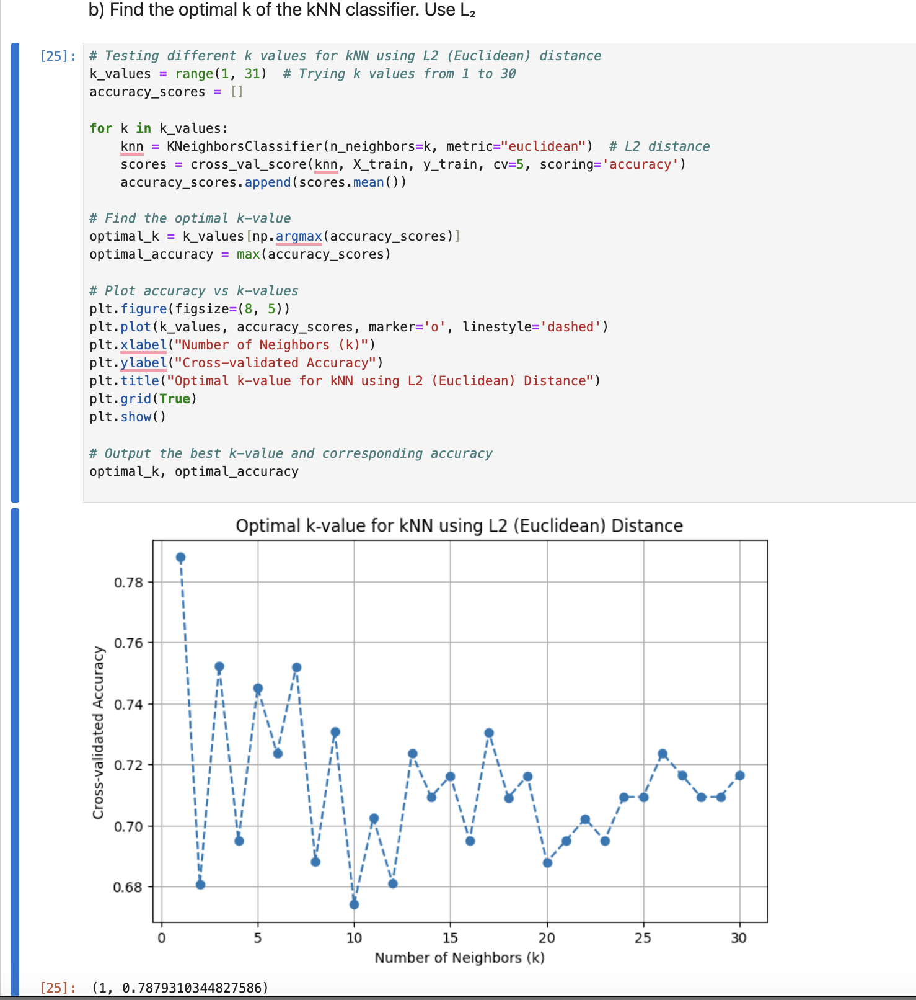 b) Find the optimal k of the kNN classifier. Use L₂
[25]:
# Testing different k values for kNN using L2 (Euclidean) distance
k_values = range(1, 31)  # Trying k values from 1 to 30
accuracy_scores = []
for k in k_values:
    knn = KNeighborsClassifier(n_neighbors=k, metric="euclidean")  # L2 distance
    scores = cross_val_score(knn, X_train, y_train, cv=5, scoring='accuracy')
    accuracy_scores.append(scores.mean())
# Find the optimal k-value
optimal_k = k_values[np.argmax(accuracy_scores)]
optimal_accuracy = max(accuracy_scores)
# Plot accuracy vs k-values
plt.figure(figsize=(8, 5))
plt.plot(k_values, accuracy_scores, marker='o', linestyle='dashed')
plt.xlabel("Number of Neighbors (k)")
plt.ylabel("Cross-validated Accuracy")
plt.title("Optimal k-value for kNN using L2 (Euclidean) Distance")
plt.grid(True)
plt.show()
# Output the best k-value and corresponding accuracy
optimal_k, optimal_accuracy
Optimal k-value for kNN using L2 (Euclidean) Distance
Cross-validated Accuracy
0.78
0.76
0.74
0.72
0.70
0.68
0 5 10 15 20 25 30
Number of Neighbors (k)
[25]: (1, 0.7879310344827586)